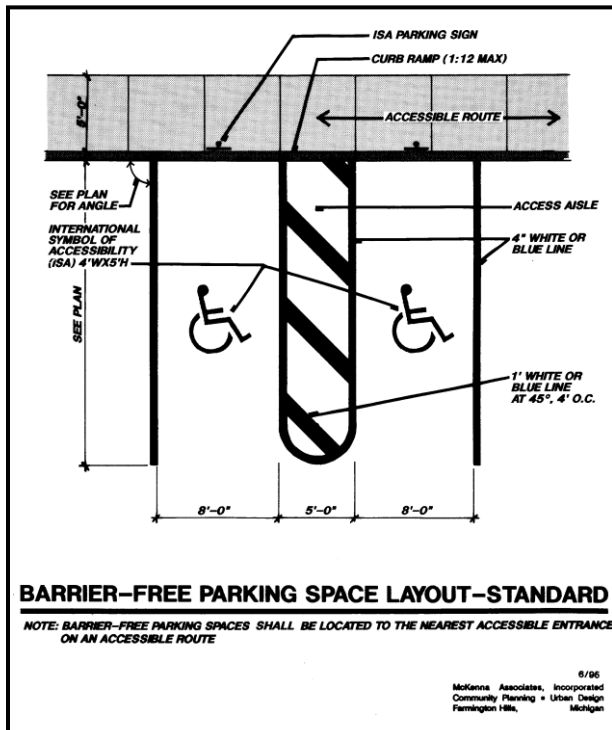 ISA PARKING SIGN
CURB RAMP (1:12 MAX)
ACCESSIBLE ROUTE
SEE PLAN
FOR ANGLE
INTERNATIONAL
SYMBOL OF
ACCESSIBILITY
(ISA) 4'WX5'H
ACCESS AISLE
4" WHITE OR
BLUE LINE
SEE PLAN
1' WHITE OR
BLUE LINE
AT 45°, 4' O.C.
8'-0"
5'-0"
8'-0"
BARRIER-FREE PARKING SPACE LAYOUT-STANDARD
NOTE: BARRIER-FREE PARKING SPACES SHALL BE LOCATED TO THE NEAREST ACCESSIBLE ENTRANCE
ON AN ACCESSIBLE ROUTE
McKenna Associates, Incorporated
Community Planning • Urban Design
Farmington Hills, Michigan